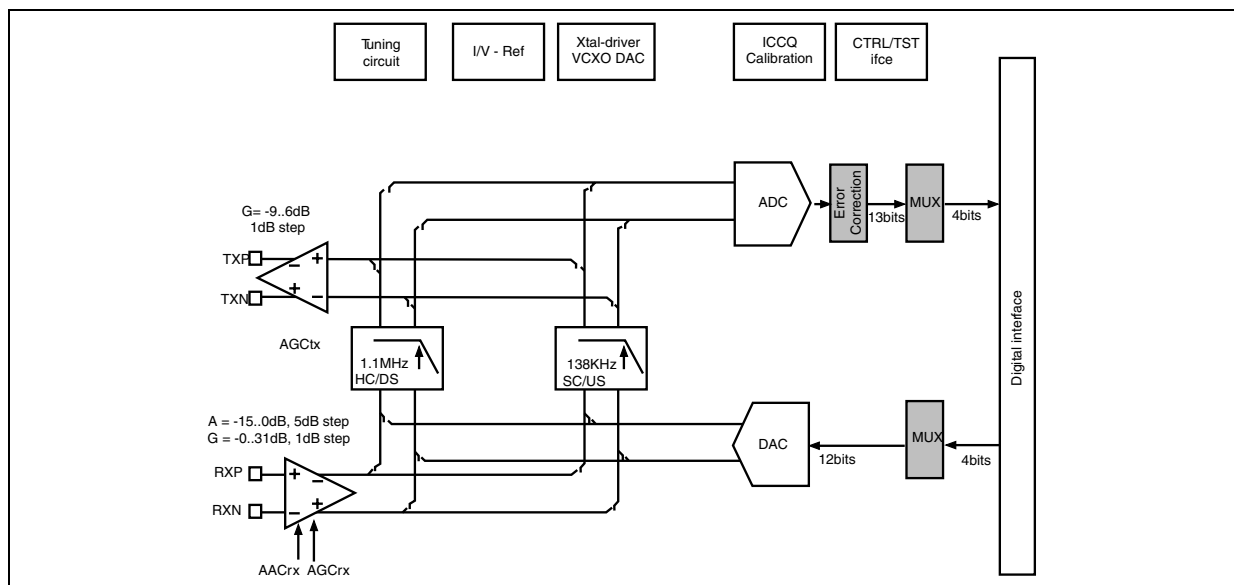 Tuning
circuit
I/V - Ref
Xtal-driver
VCXO DAC
ICCQ
Calibration
CTRL/TST
ifce
G= -9..6dB
1dB step
TXP
TXN
AGCtx
ADC
Error
Correction
13bits
MUX
4bits
Digital interface
1.1MHz
HC/DS
138KHz
SC/US
A = -15..0dB, 5dB step
G = -0..31dB, 1dB step
RXP
RXN
AACrx
AGCrx
DAC
12bits
MUX
4bits